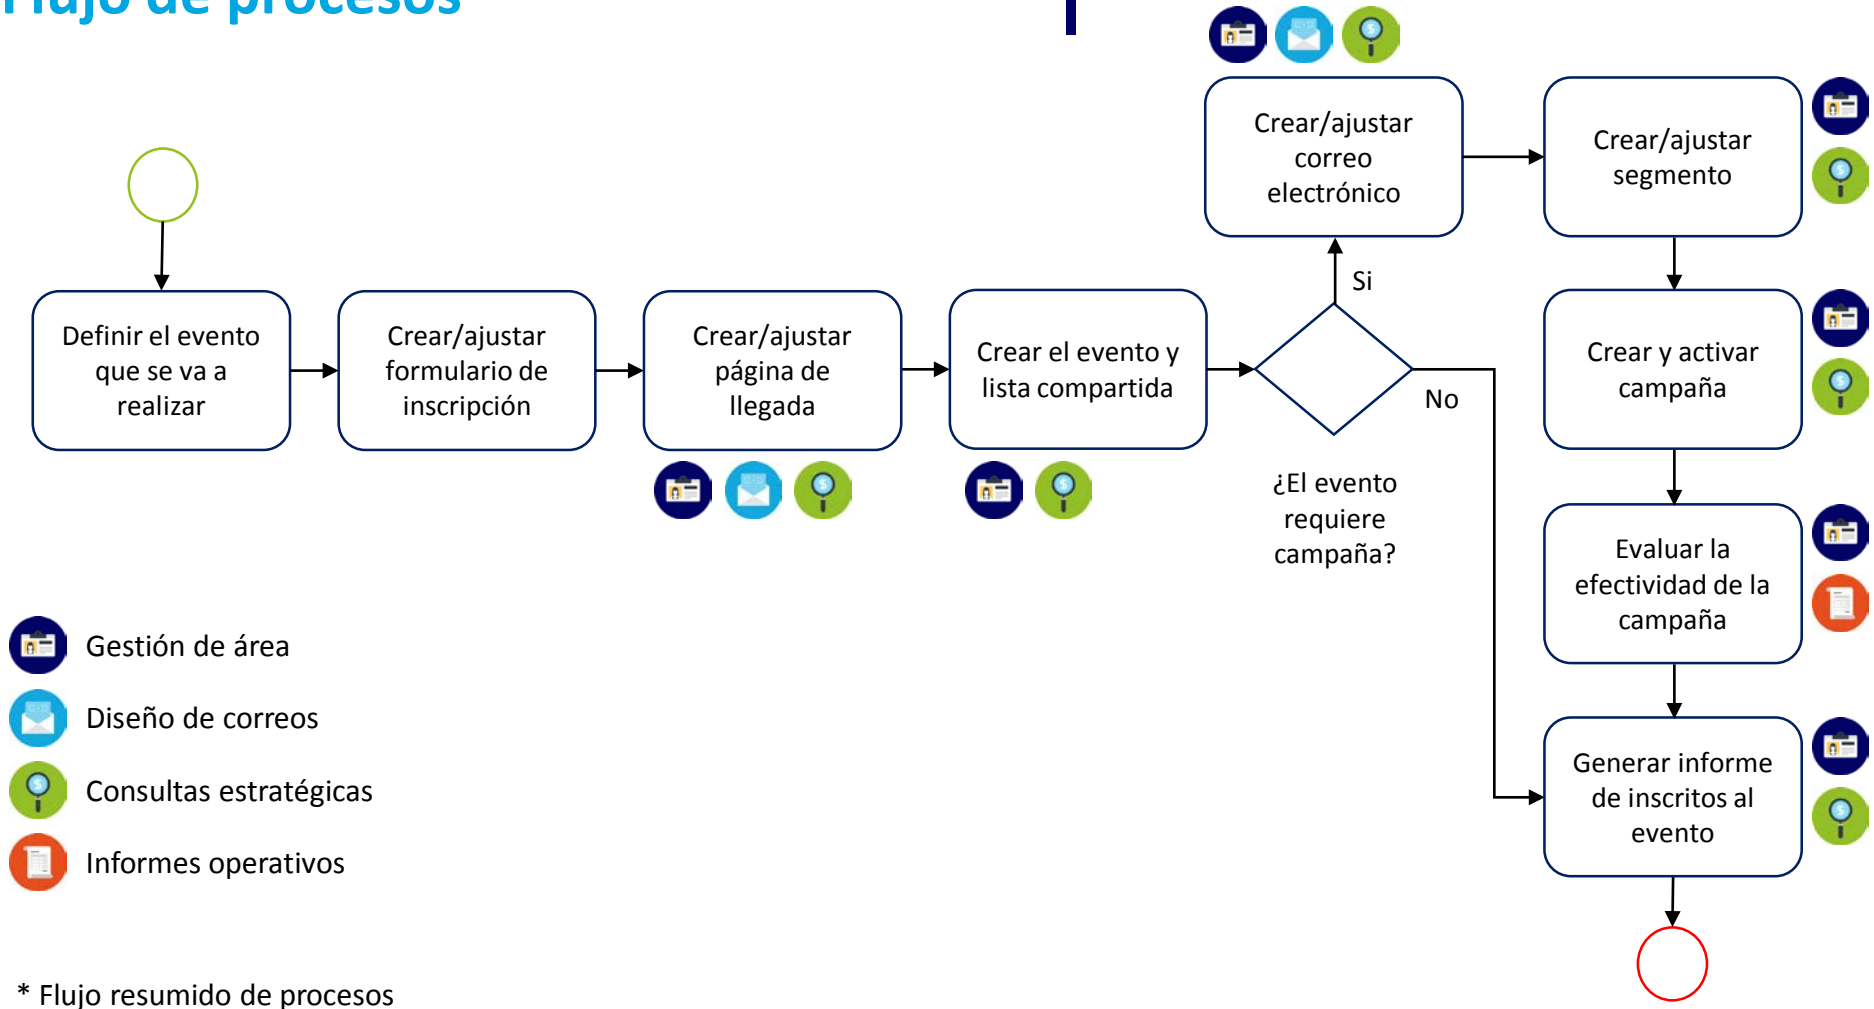 Flujo de procesos
Crear/ajustar
correo
electrónico
Crear/ajustar
segmento
Si
Definir el evento
que se va a
realizar
Crear/ajustar
formulario de
inscripción
Crear/ajustar
página de
llegada
Crear el evento y
lista compartida
No
¿El evento
requiere
campaña?
Crear y activar
campaña
Evaluar la
efectividad de la
campaña
Generar informe
de inscritos al
evento
Gestión de área
Diseño de correos
Consultas estratégicas
Informes operativos
* Flujo resumido de procesos